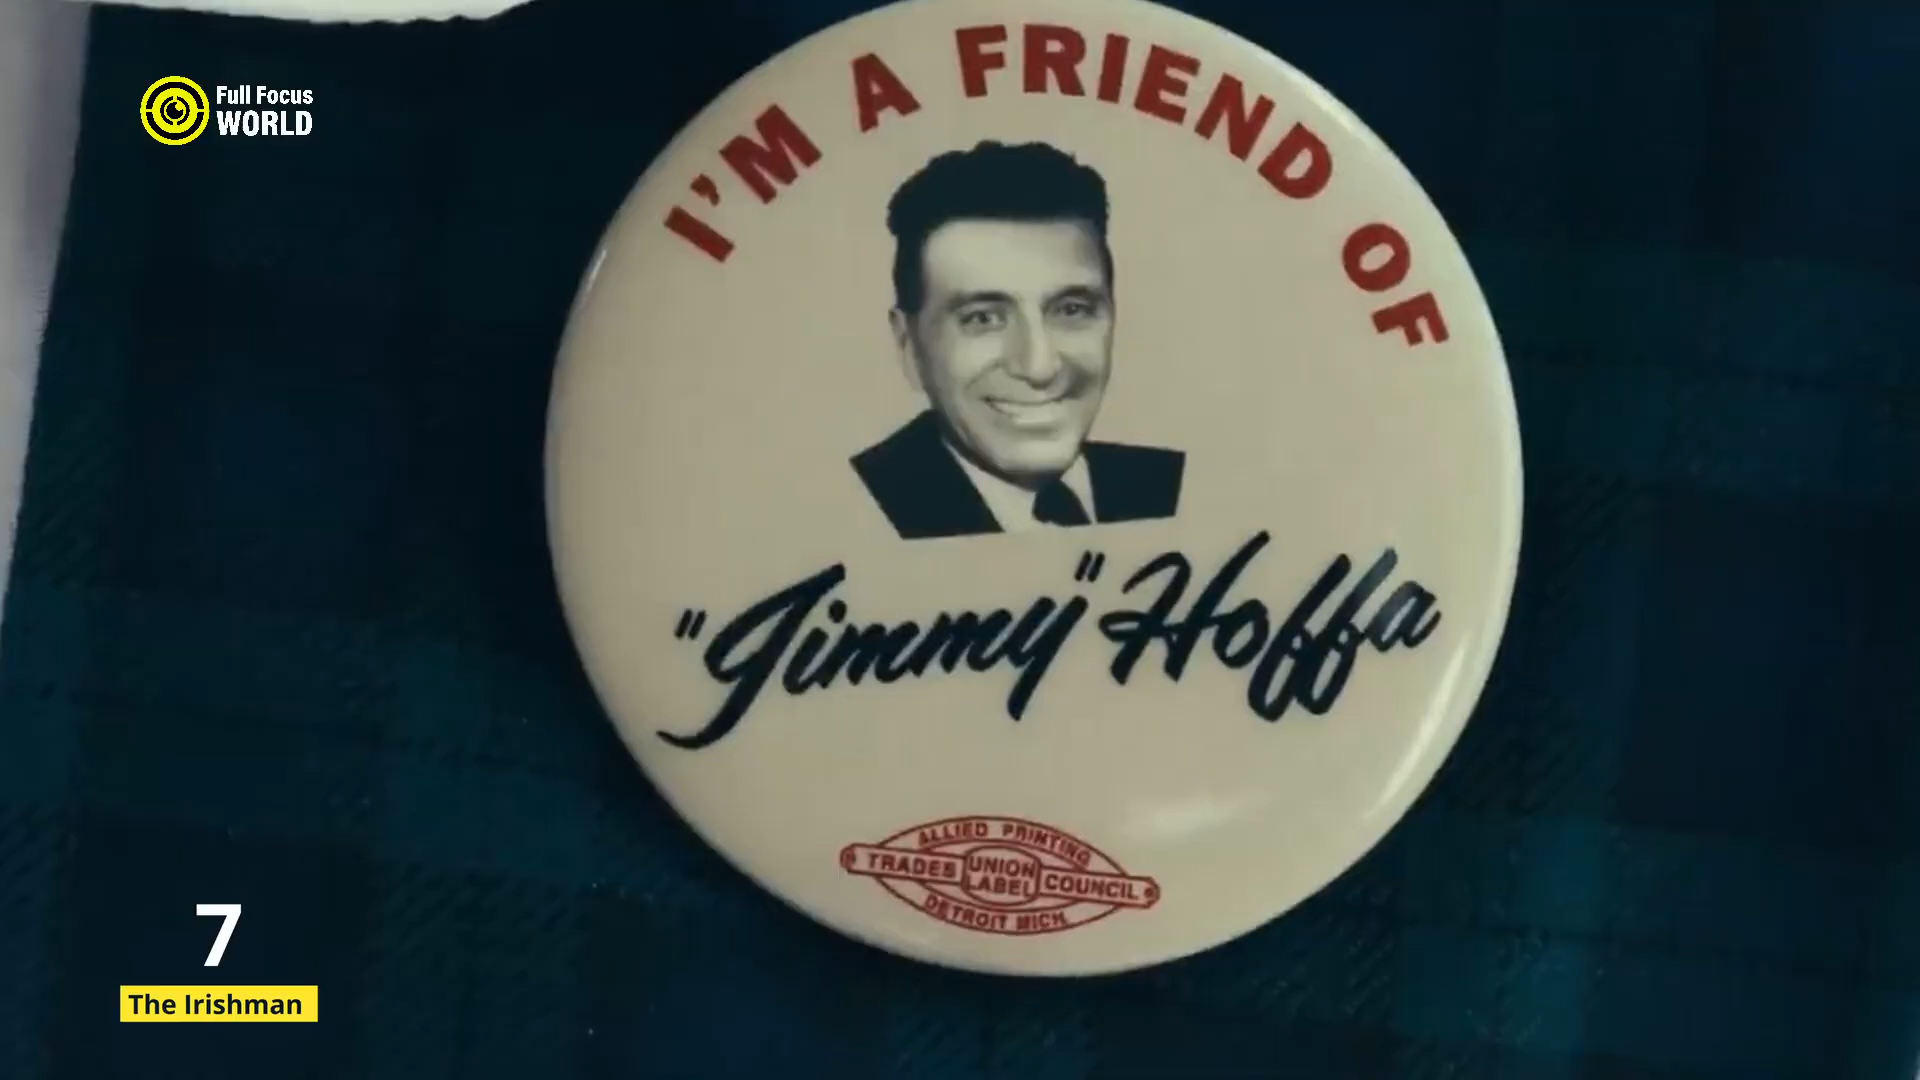 Full Focus
WORLD
I'M A FRIEND OF
"Jimmy" Hoffa
ALLIED PRINTING
TRADES UNION LABEL COUNCIL
DETROIT MICH.
7
The Irishman